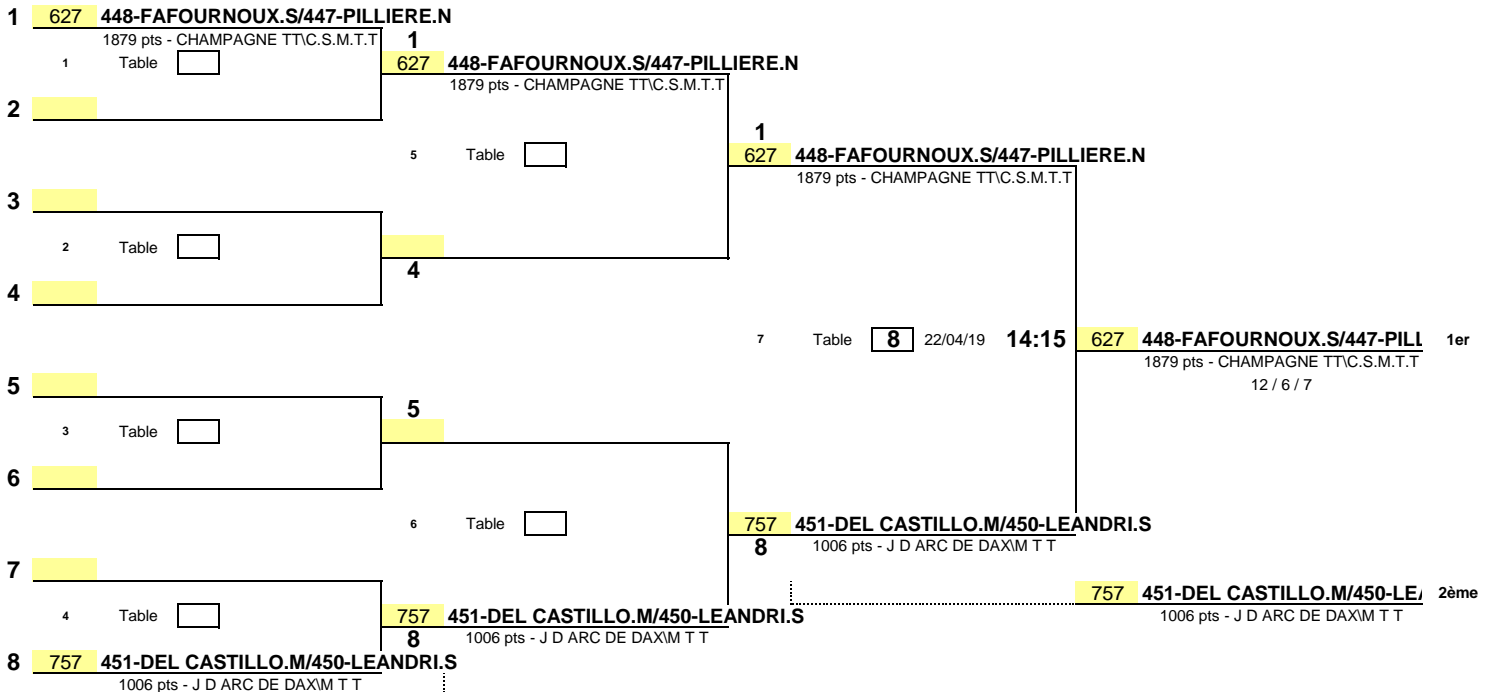 1 627 448-FAFOURNOUX.S/447-PILLIERE.N
1879 pts - CHAMPAGNE TT\C.S.M.T.T 1
1 Table 627 448-FAFOURNOUX.S/447-PILLIERE.N
1879 pts - CHAMPAGNE TT\C.S.M.T.T
2
1
5 Table 627 448-FAFOURNOUX.S/447-PILLIERE.N
1879 pts - CHAMPAGNE TT\C.S.M.T.T
3
2 Table
4
4
7 Table 8 22/04/19 14:15 627 448-FAFOURNOUX.S/447-PILL 1er
1879 pts - CHAMPAGNE TT\C.S.M.T.T
12 / 6 / 7
5
5
3 Table
6
6 Table 757 451-DEL CASTILLO.M/450-LEANDRI.S
8 1006 pts - J D ARC DE DAX\M T T
7
757 451-DEL CASTILLO.M/450-LE 2ème
1006 pts - J D ARC DE DAX\M T T
4 Table 757 451-DEL CASTILLO.M/450-LEANDRI.S
8 1006 pts - J D ARC DE DAX\M T T
8 757 451-DEL CASTILLO.M/450-LEANDRI.S
1006 pts - J D ARC DE DAX\M T T